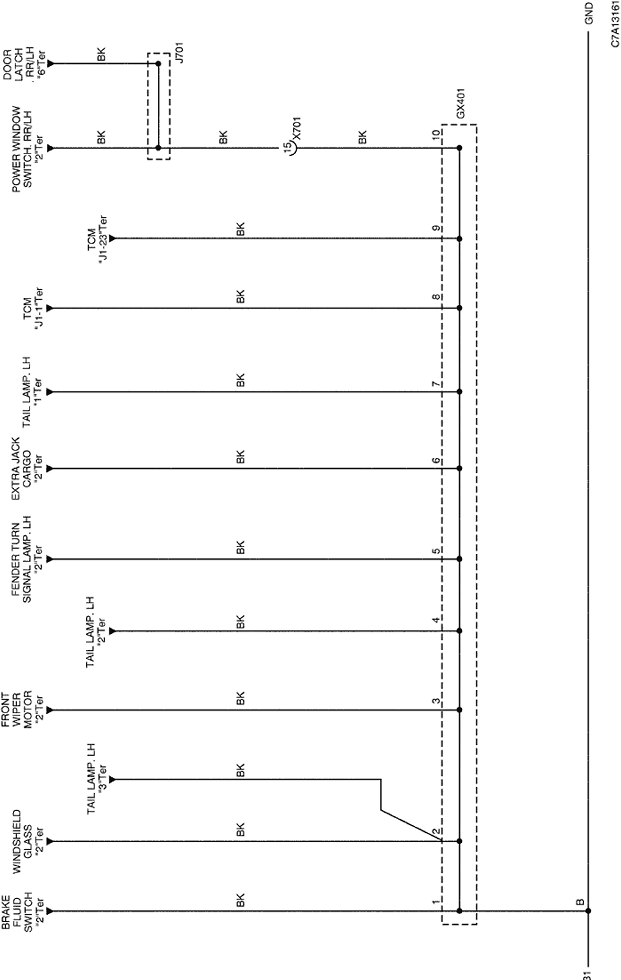 DOOR
LATCH
. RR/LH
"6"Ter
BK
J701
POWER WINDOW
SWITCH. RR/LH
"2"Ter
BK
BK
15
X701
BK
10
GX401
TCM
"J1-23"Ter
BK
9
TCM
"J1-1"Ter
BK
8
TAIL LAMP. LH
"1"Ter
BK
7
EXTRA JACK
CARGO
"2"Ter
BK
6
FENDER TURN
SIGNAL LAMP. LH
"2"Ter
BK
5
TAIL LAMP. LH
"2"Ter
BK
4
FRONT
WIPER
MOTOR
"2"Ter
BK
3
TAIL LAMP. LH
"3"Ter
BK
WINDSHIELD
GLASS
"2"Ter
BK
2
BRAKE
FLUID
SWITCH
"2"Ter
BK
1
B
GND
C7A13161